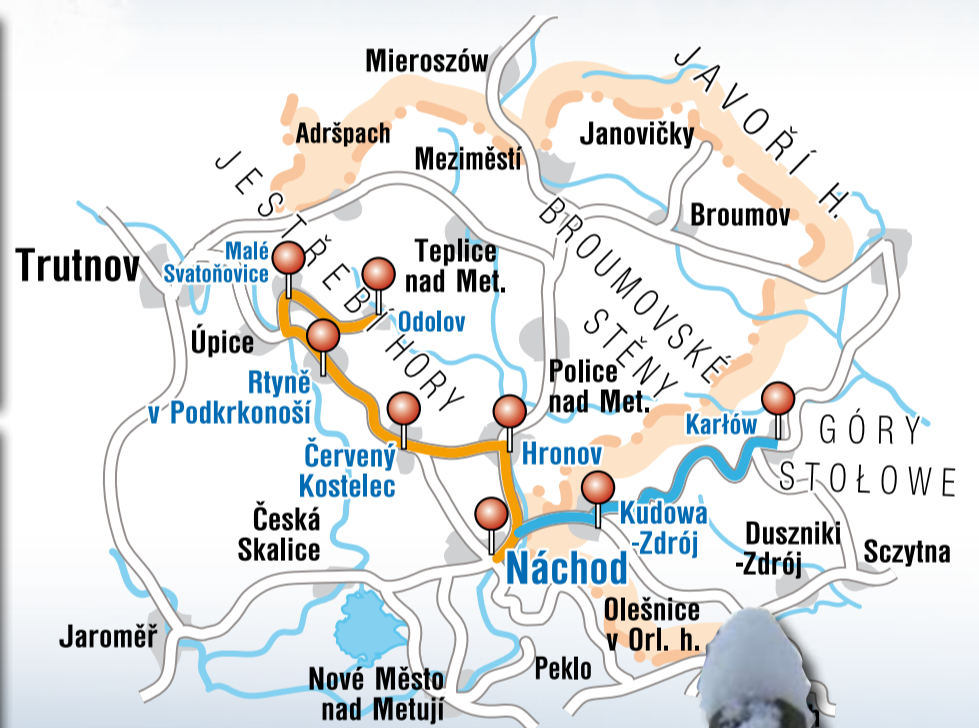 Mieroszów
JAVOŘÍ H.
Adršpach
Janovičky
Meziměstí
JESTŘEBÍ HORY
BROUMOVSKÉ
STĚNY
Broumov
Trutnov
Malé
Svatoňovice
Teplice
nad Met.
Odolov
Úpice
Rtyně
v Podkrkonoší
Police
nad Met.
Karłów
GÓRY
STOŁOWE
Červený
Kostelec
Hronov
Česká
Skalice
Kudowa
-Zdrój
Duszniki
-Zdrój
Sczytna
Náchod
Olešnice
v Orl. h.
Jaroměř
Peklo
Nové Město
nad Metují